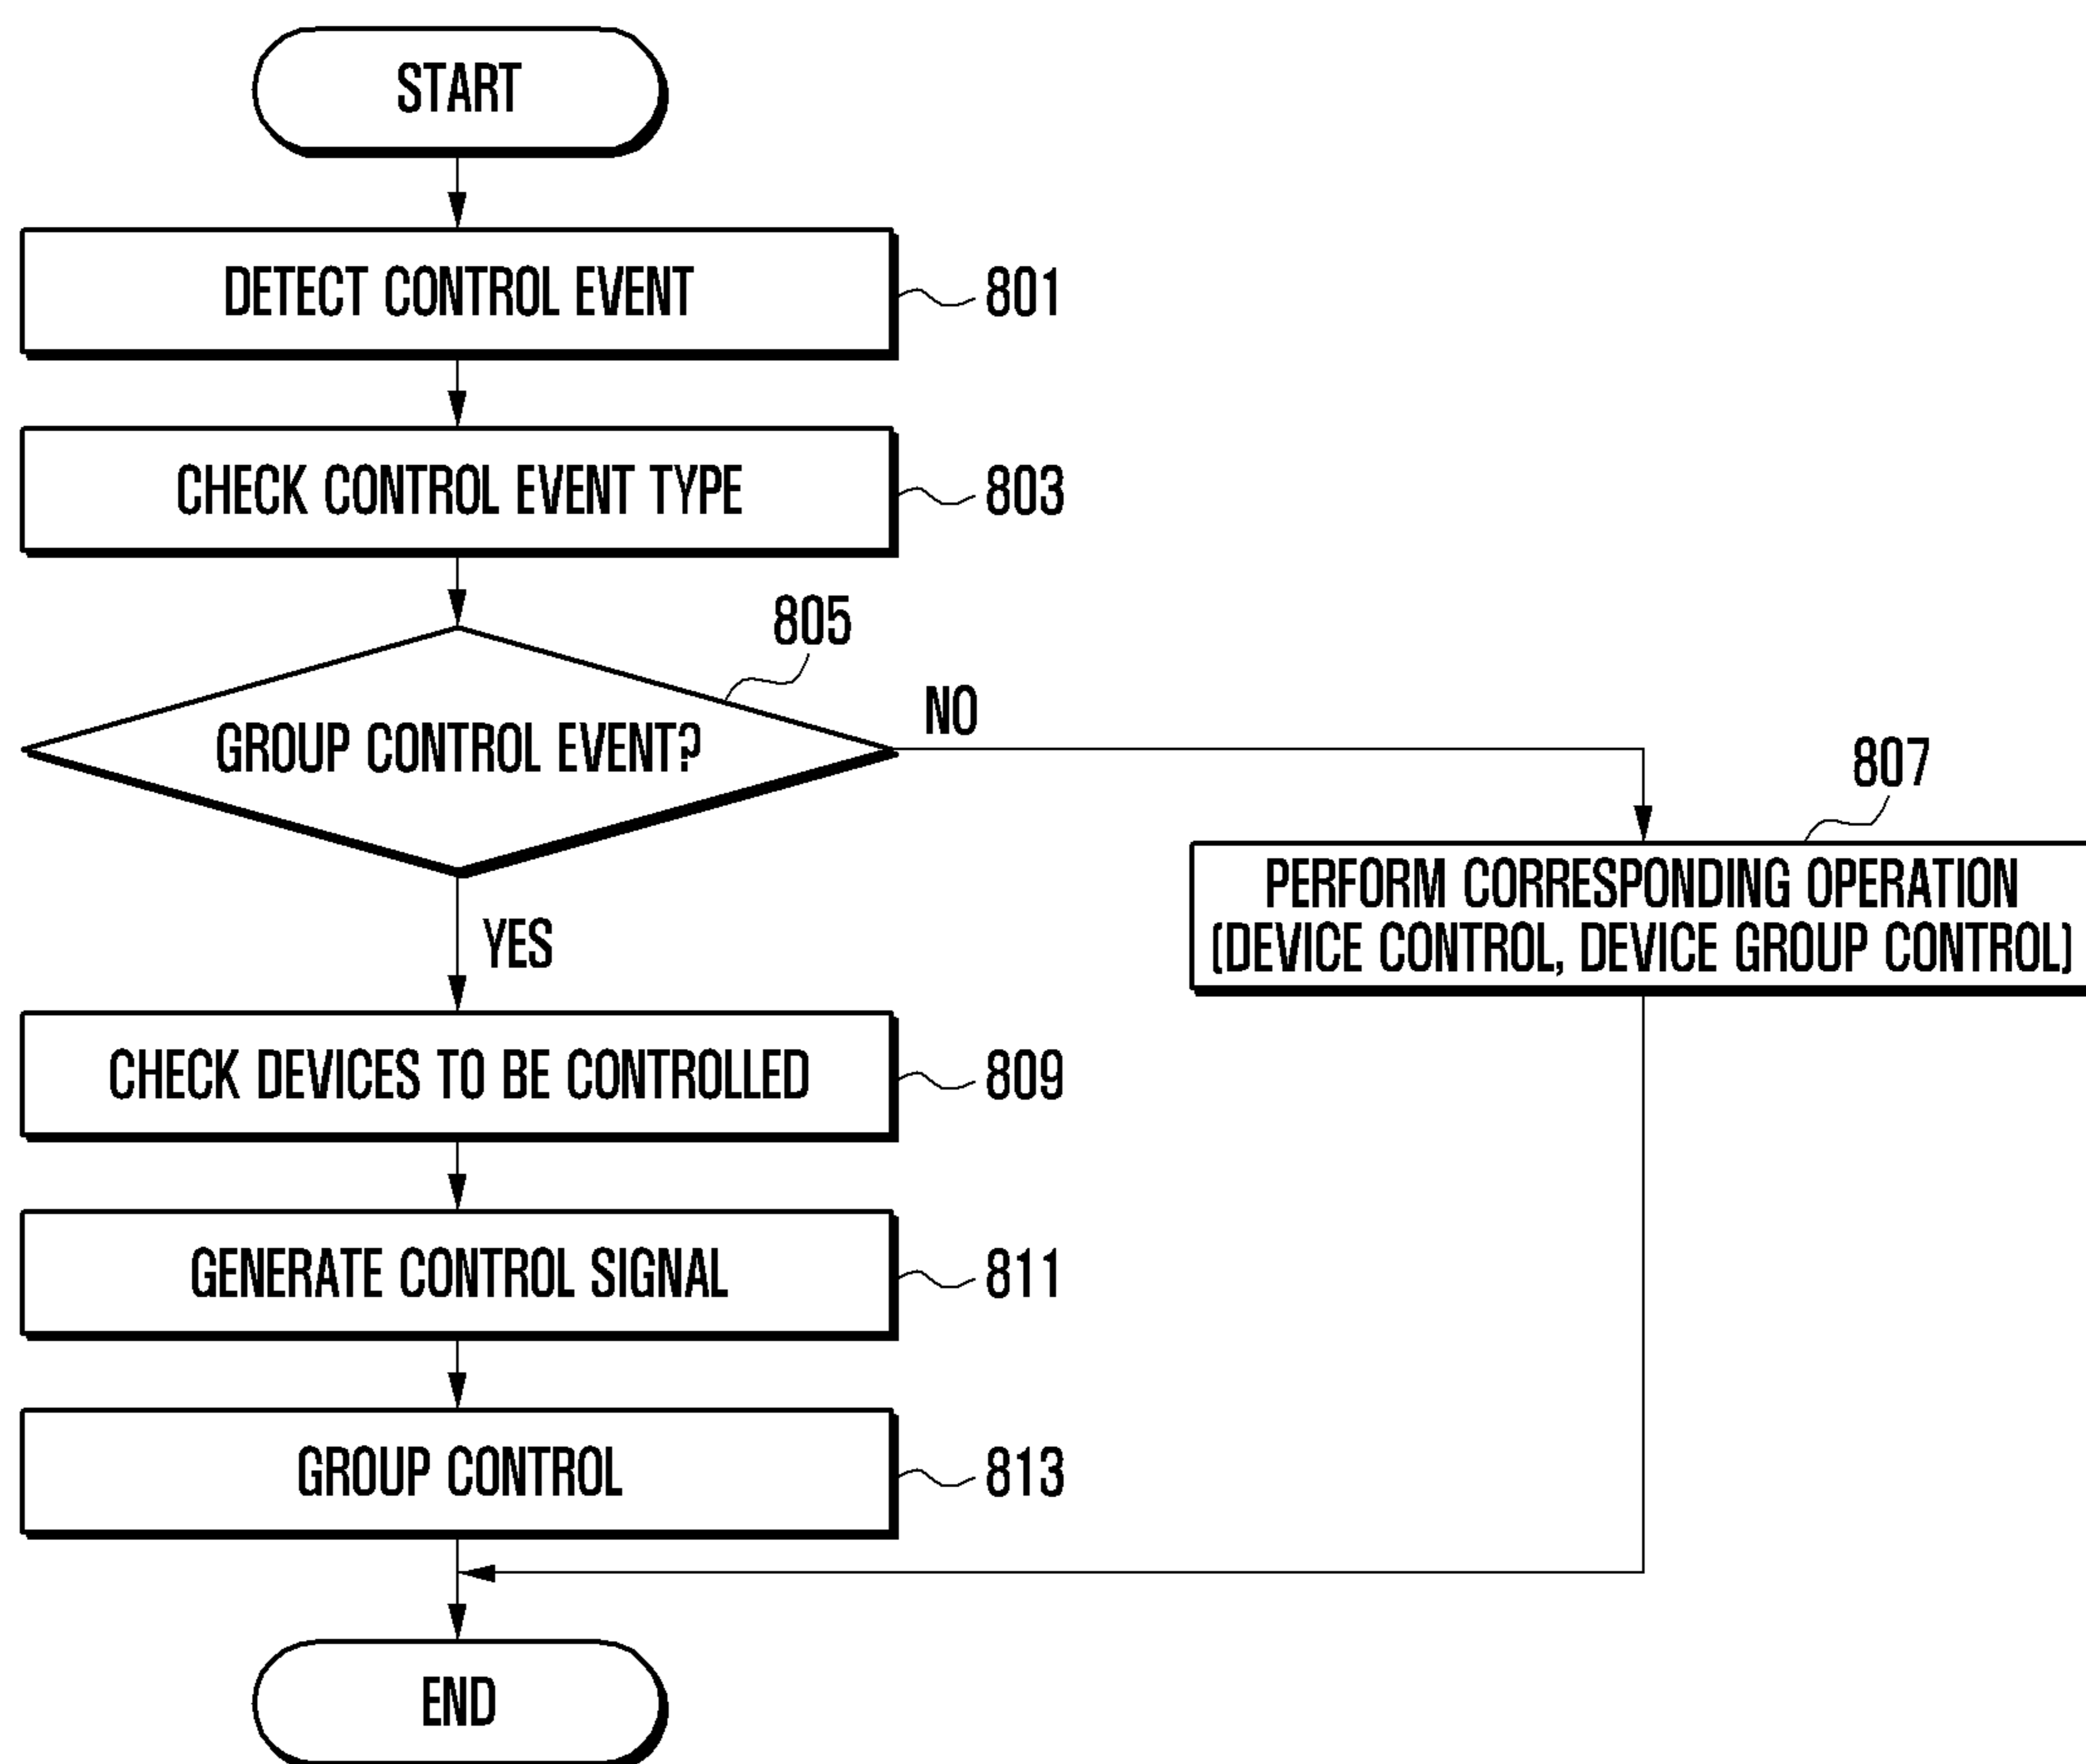 START
DETECT CONTROL EVENT
801
CHECK CONTROL EVENT TYPE
803
805
GROUP CONTROL EVENT?
NO
807
PERFORM CORRESPONDING OPERATION
(DEVICE CONTROL, DEVICE GROUP CONTROL)
YES
CHECK DEVICES TO BE CONTROLLED
809
GENERATE CONTROL SIGNAL
811
GROUP CONTROL
813
END